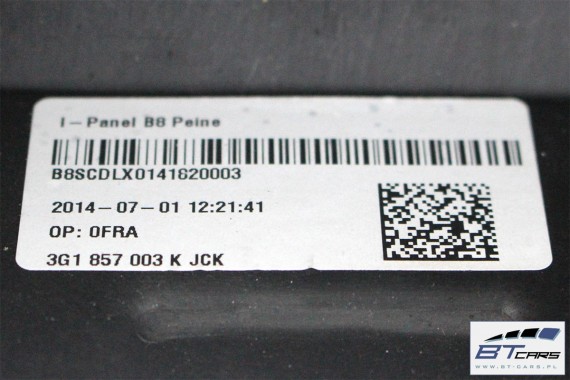 I-Panel B8 Peine
B8SCDLX0141820003
2014-07-01 12:21:41
OP: 0FRA
3G1 857 003 K JCK
BTCARS
WWW.BT-CARS.PL